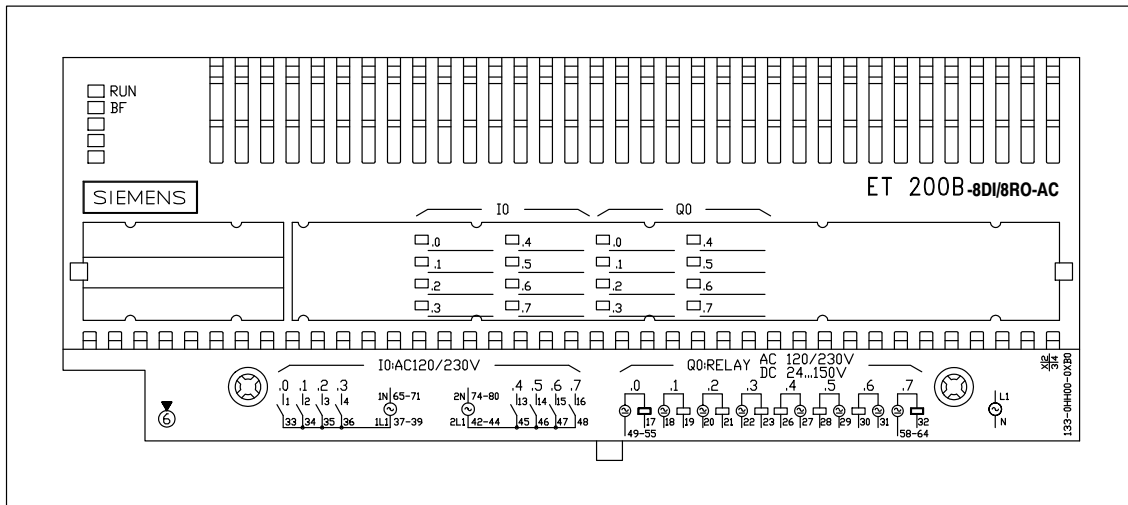 RUN
BF
SIEMENS
ET 200B-8DI/8RO-AC
I0 Q0
.0 .4 .0 .4
.1 .5 .1 .5
.2 .6 .2 .6
.3 .7 .3 .7
I0:AC120/230V
Q0:RELAY AC 120/230V
DC 24...150V
.0 .1 .2 .3 .4 .5 .6 .7 .0 .1 .2 .3 .4 .5 .6 .7
1 2 3 4 1N 65-71 2N 74-80 13 14 15 16
33 34 35 36 1L1 37-39 2L1 42-44 45 46 47 48
17 18 19 20 21 22 23 26 27 28 29 30 31 32
49-55 58-64
L1
N
6
X 2
3 4
133-0HH00-0XB0